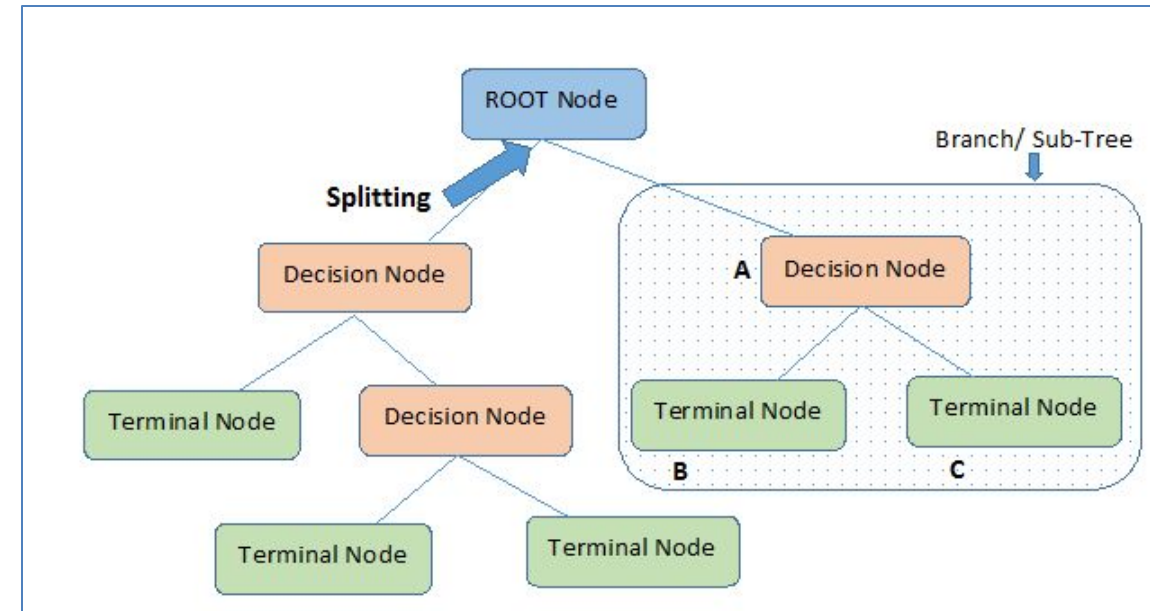 ROOT Node
Branch/ Sub-Tree
Splitting
Decision Node
A
Decision Node
Terminal Node
Decision Node
Terminal Node
Terminal Node
B
C
Terminal Node
Terminal Node